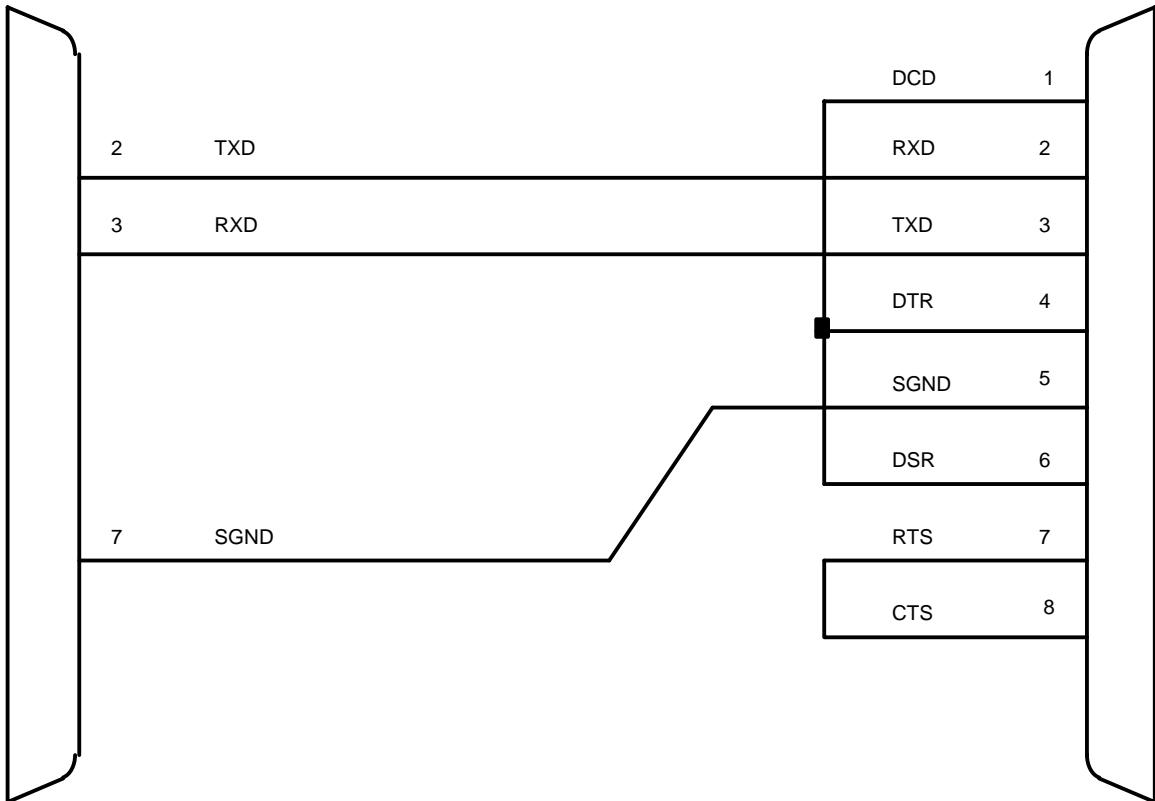 DCD 1
2 TXD RXD 2
3 RXD TXD 3
DTR 4
SGND 5
DSR 6
7 SGND RTS 7
CTS 8